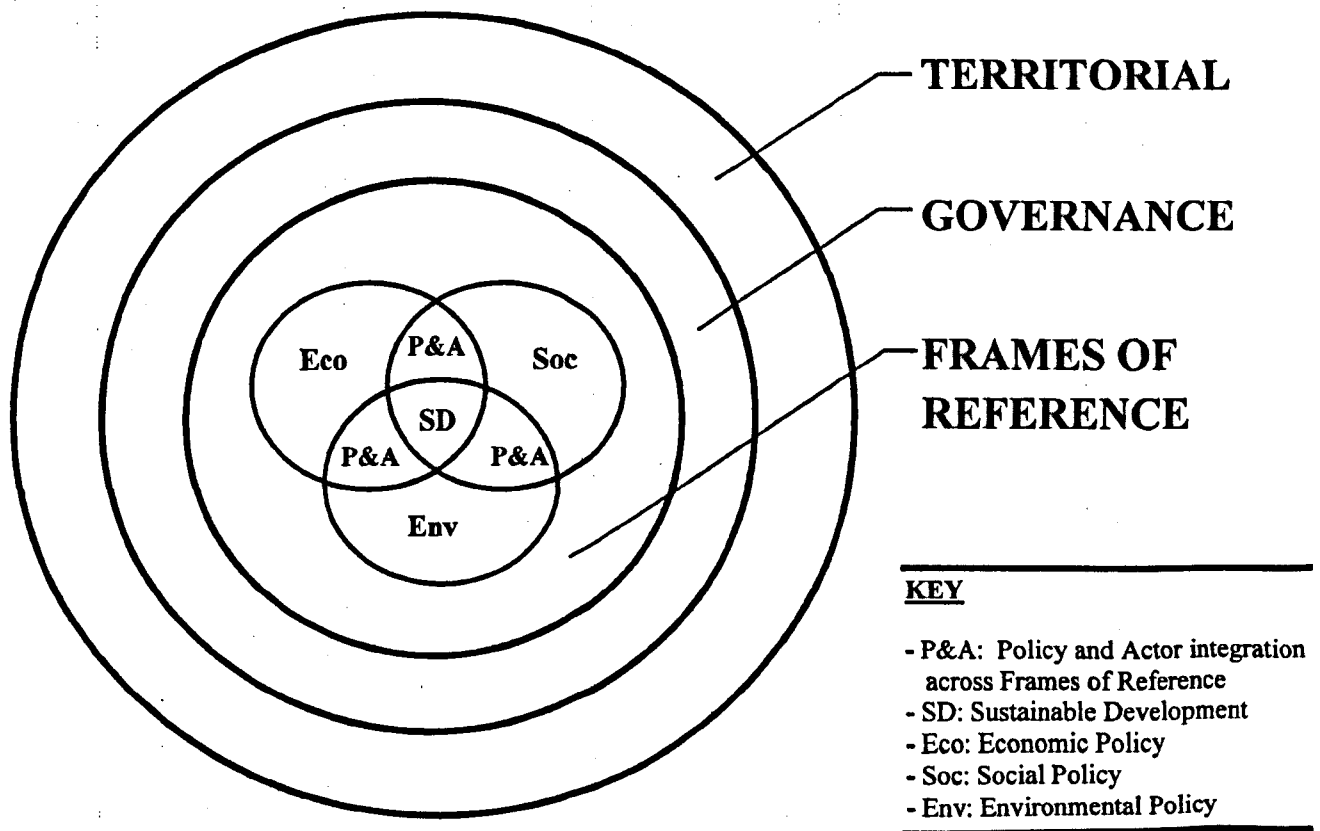 TERRITORIAL
GOVERNANCE
FRAMES OF
REFERENCE
Eco
P&A
Soc
SD
P&A
P&A
Env
KEY
- P&A: Policy and Actor integration
across Frames of Reference
- SD: Sustainable Development
- Eco: Economic Policy
- Soc: Social Policy
- Env: Environmental Policy